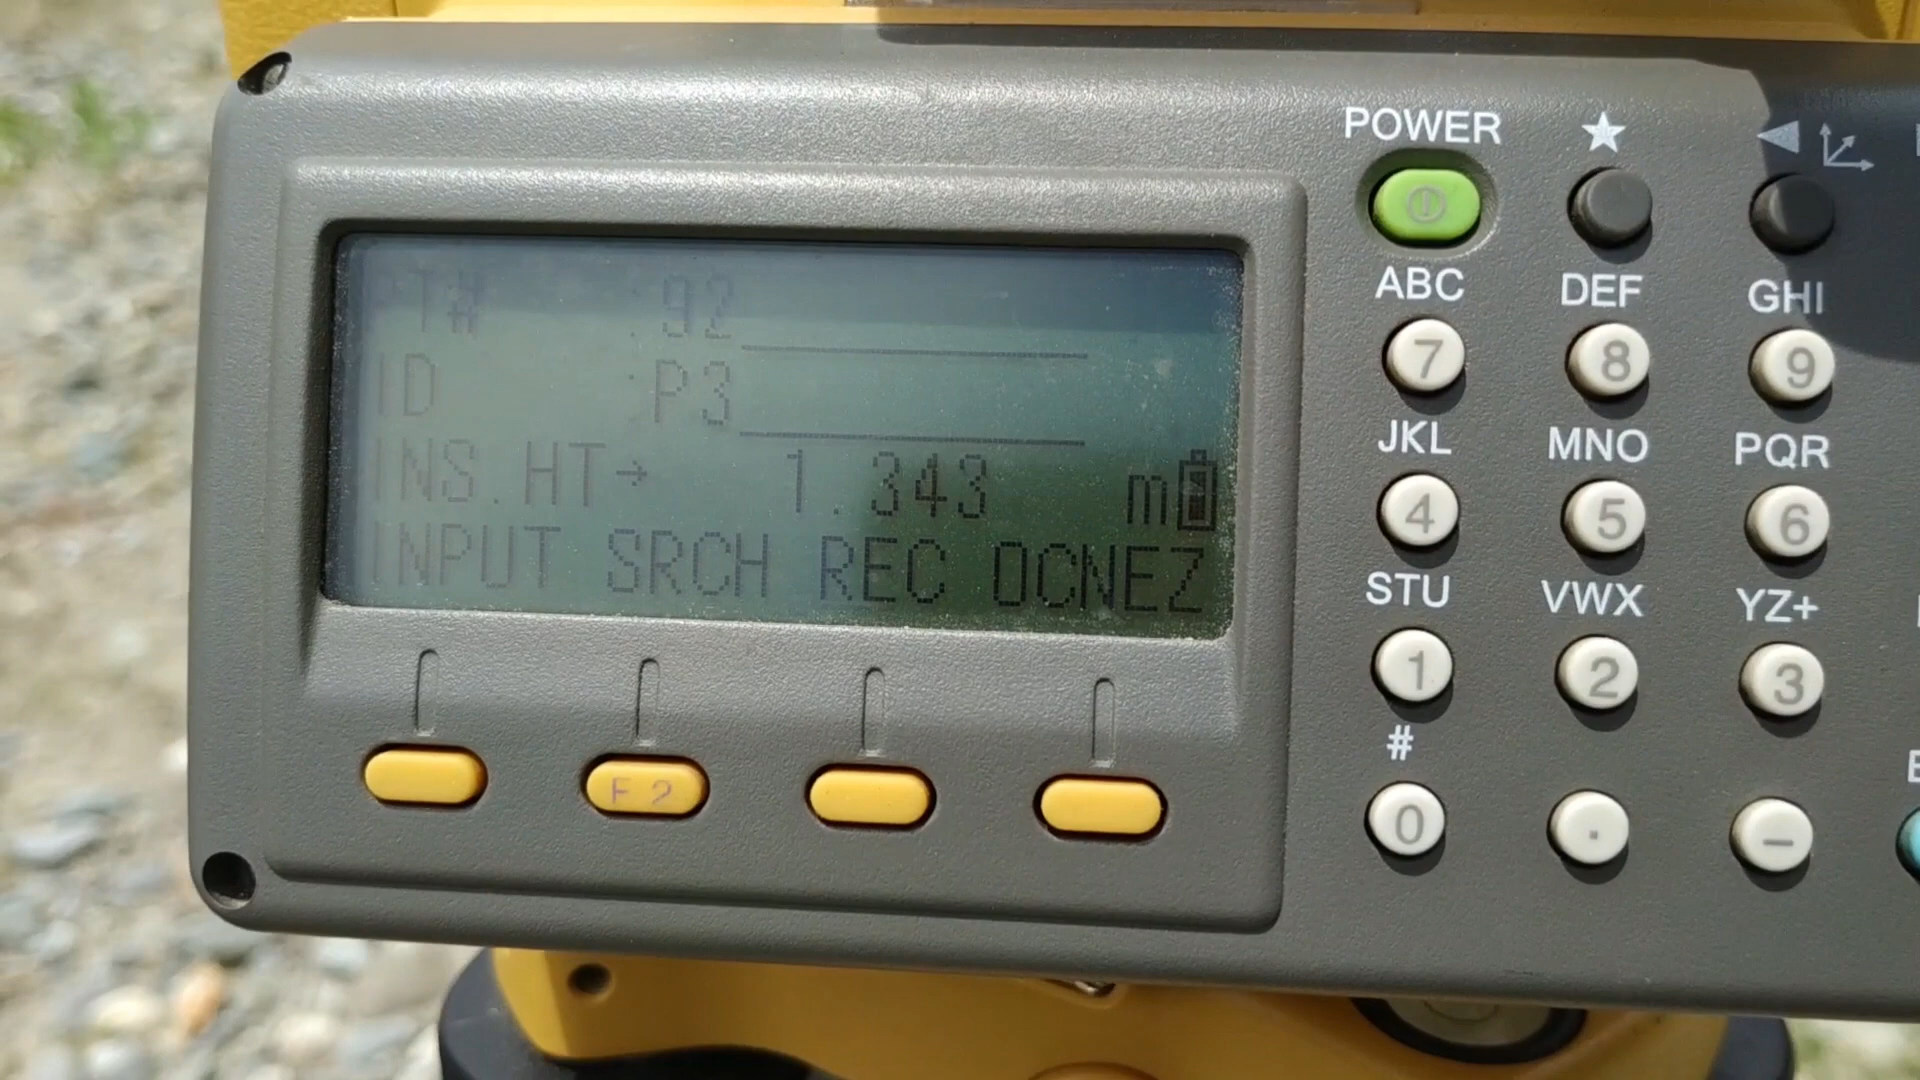 POWER ★
T# :92
ID :P3
INS.HT→ 1.343 m
INPUT SRCH REC OCNEZ
F2
ABC DEF GHI
7 8 9
JKL MNO PQR
4 5 6
STU VWX YZ+
1 2 3
#
0 . −